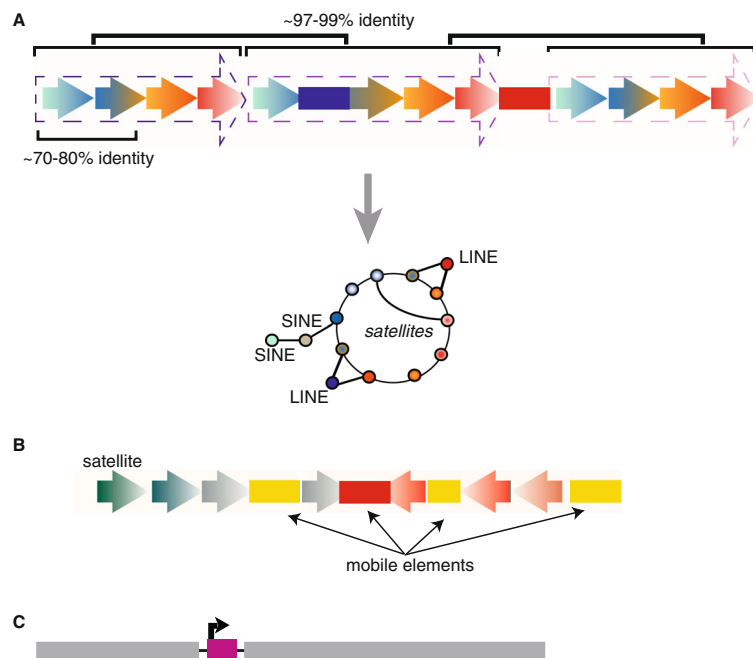 A
~97-99% identity
~70-80% identity
LINE
SINE
satellites
SINE
LINE
B
satellite
mobile elements
C